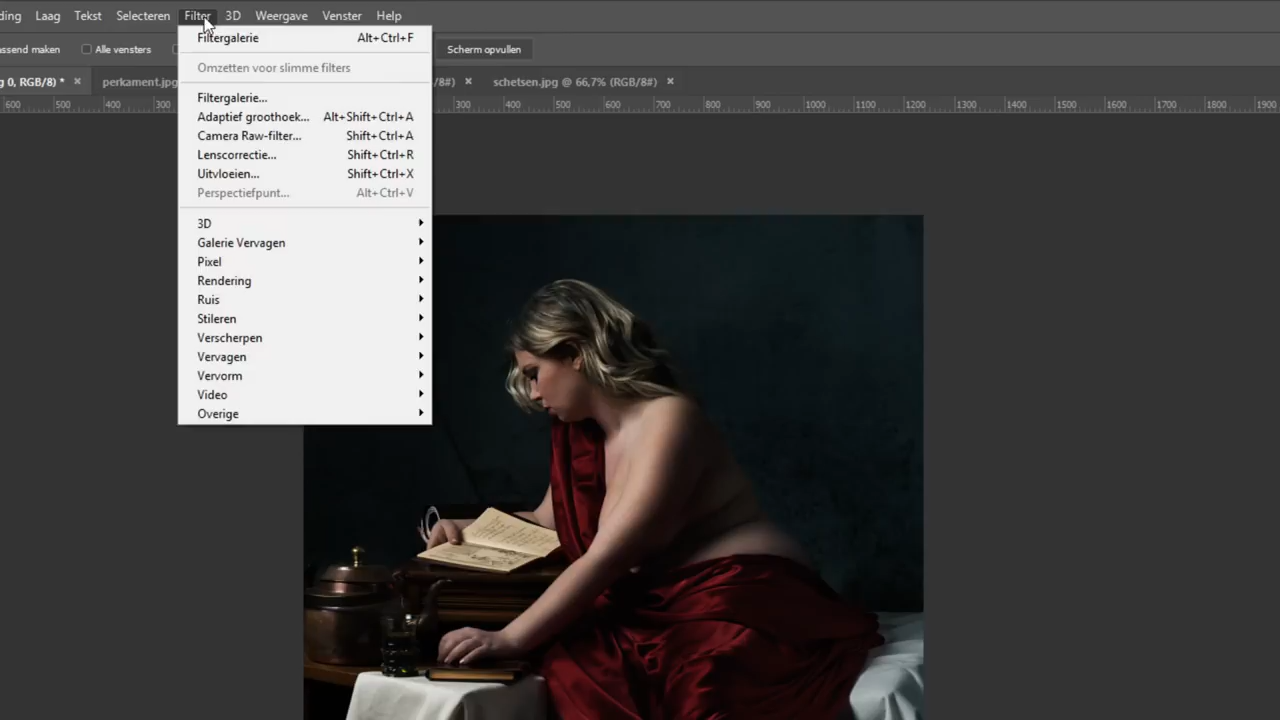 ding Laag Tekst Selecteren Filter 3D Weergave Venster Help
assend maken Alle vensters Scherm opvullen
g 0, RGB/8) * × perkament.jpg /8#) × schetsen.jpg @ 66,7% (RGB/8#) ×
600 500 400 300 300 400 500 600 700 800 900 1000 1100 1200 1300 1400 1500 1600 1700 1800 1900
Filtergalerie Alt+Ctrl+F
Omzetten voor slimme filters
Filtergalerie...
Adaptief groothoek... Alt+Shift+Ctrl+A
Camera Raw-filter... Shift+Ctrl+A
Lenscorrectie... Shift+Ctrl+R
Uitvloeien... Shift+Ctrl+X
Perspectiefpunt... Alt+Ctrl+V
3D
Galerie Vervagen
Pixel
Rendering
Ruis
Stileren
Verscherpen
Vervagen
Vervorm
Video
Overige